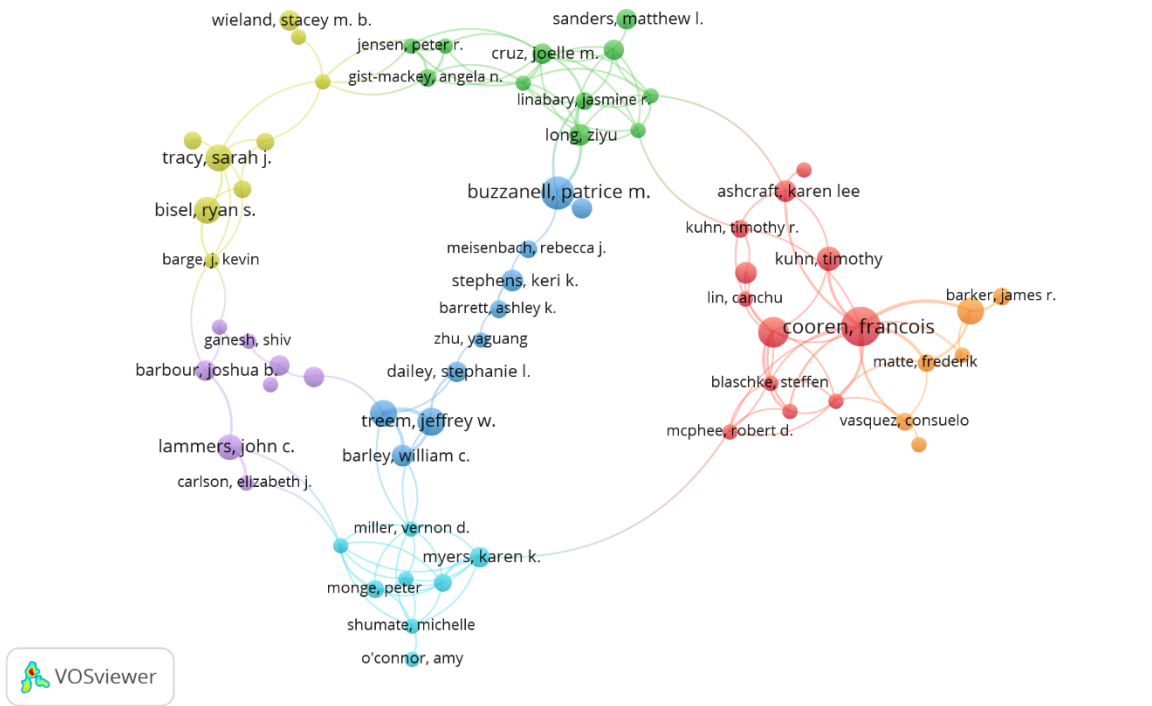 wieland, stacey m. b.
sanders, matthew l.
jensen, peter r.
cruz, joelle m.
gist-mackey, angela n.
linabary, jasmine r.
long, ziyu
tracy, sarah j.
buzzanell, patrice m.
ashcraft, karen lee
bisel, ryan s.
kuhn, timothy r.
meisenbach, rebecca j.
barge, j. kevin
kuhn, timothy
stephens, keri k.
lin, canchu
barker, james r.
barrett, ashley k.
cooren, francois
ganesh, shiv
zhu, yaguang
matte, frederik
barbour, joshua b.
dailey, stephanie l.
blaschke, steffen
treem, jeffrey w.
vasquez, consuelo
mcphee, robert d.
lammers, john c.
barley, william c.
carlson, elizabeth j.
miller, vernon d.
myers, karen k.
monge, peter
shumate, michelle
o'connor, amy
VOSviewer